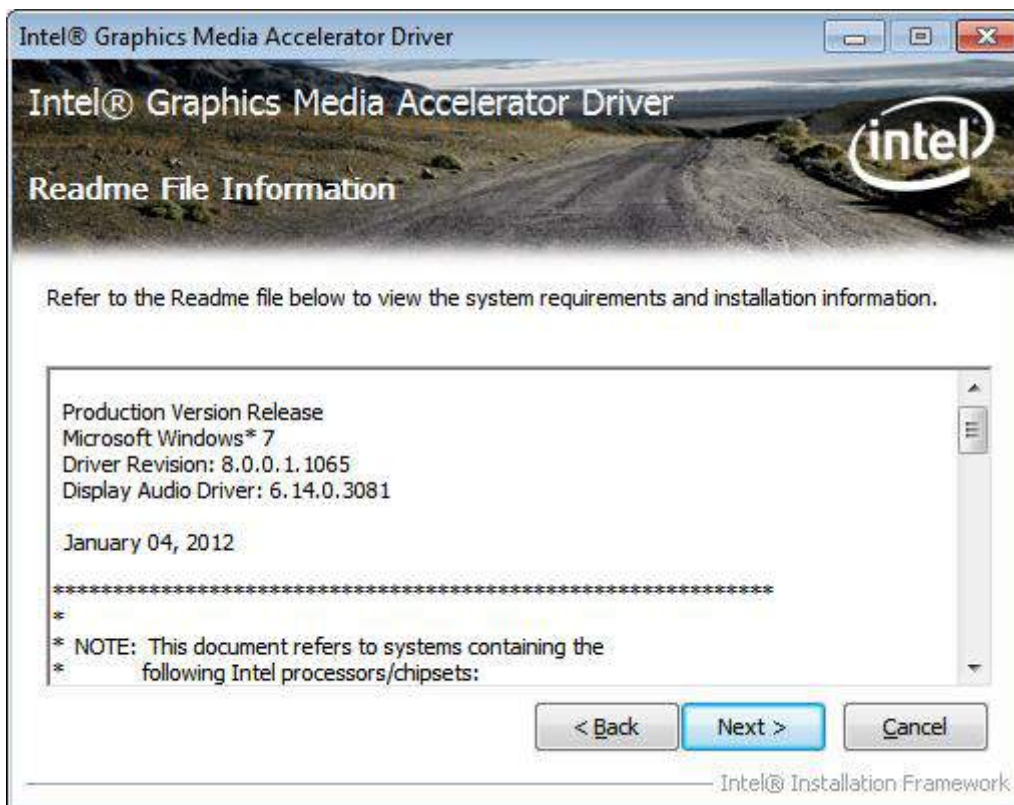 Intel® Graphics Media Accelerator Driver
Intel® Graphics Media Accelerator Driver
intel
Readme File Information
Refer to the Readme file below to view the system requirements and installation information.
Production Version Release
Microsoft Windows* 7
Driver Revision: 8.0.0.1.1065
Display Audio Driver: 6.14.0.3081
January 04, 2012
************************************************************
*
* NOTE: This document refers to systems containing the
* following Intel processors/chipsets:
< Back
Next >
Cancel
Intel® Installation Framework